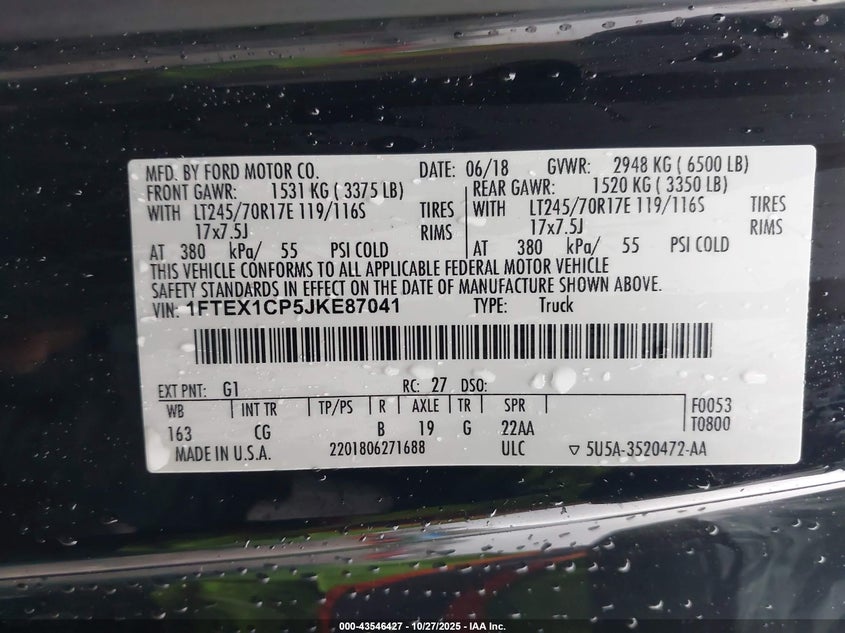 MFD. BY FORD MOTOR CO. DATE: 06/18 GVWR: 2948 KG ( 6500 LB)
FRONT GAWR: 1531 KG ( 3375 LB) REAR GAWR: 1520 KG ( 3350 LB)
WITH LT245/70R17E 119/116S TIRES WITH LT245/70R17E 119/116S TIRES
17x7.5J RIMS 17x7.5J RIMS
AT 380 kPa/ 55 PSI COLD AT 380 kPa/ 55 PSI COLD
THIS VEHICLE CONFORMS TO ALL APPLICABLE FEDERAL MOTOR VEHICLE
SAFETY STANDARDS IN EFFECT ON THE DATE OF MANUFACTURE SHOWN ABOVE.
VIN: 1FTEX1CP5JKE87041 TYPE: Truck
EXT PNT: G1 RC: 27 DSO:
WB INT TR TP/PS R AXLE TR SPR F0053
163 CG B 19 G 22AA T0800
MADE IN U.S.A. 2201806271688 ULC ▽ 5U5A-3520472-AA
000-43546427 - 10/27/2025 - IAA Inc.